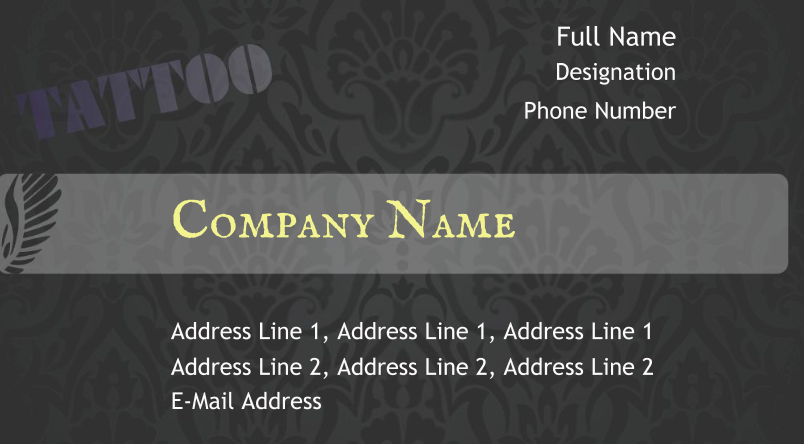 TATTOO
Full Name
Designation
Phone Number
Company Name
Address Line 1, Address Line 1, Address Line 1
Address Line 2, Address Line 2, Address Line 2
E-Mail Address